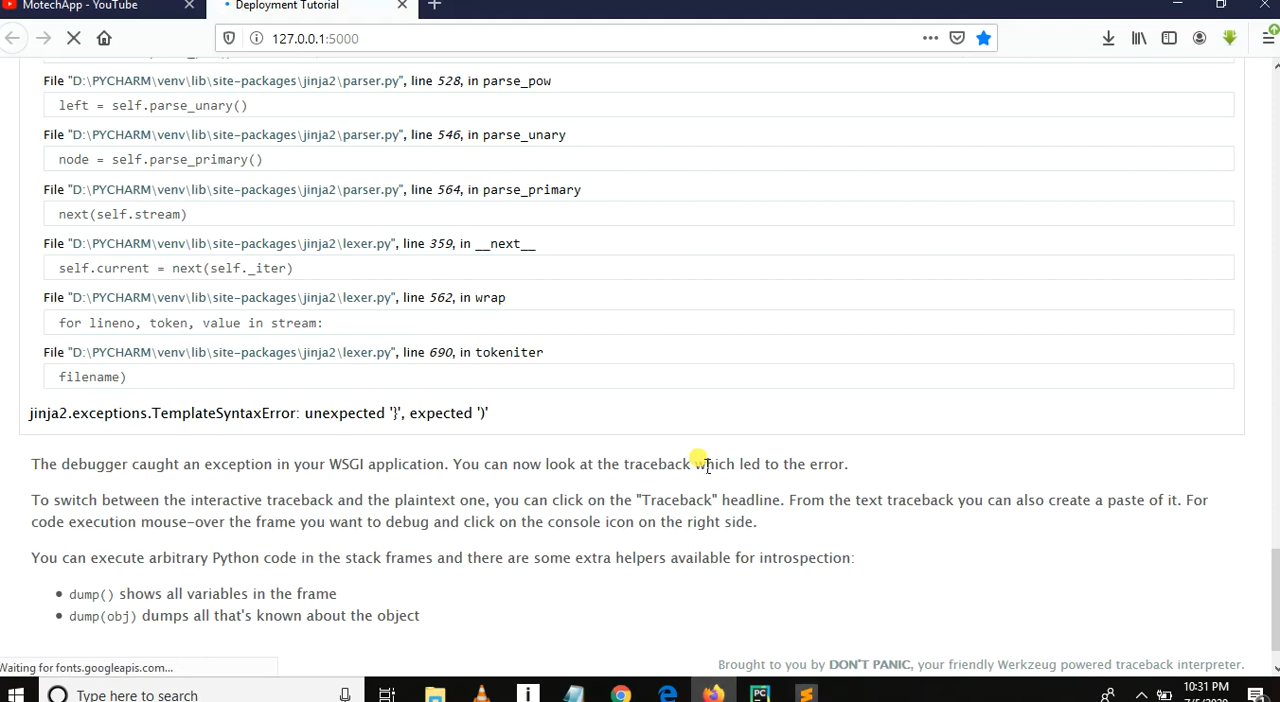 MotechApp - YouTube
Deployment Tutorial
127.0.0.1:5000
File "D:\PYCHARM\venv\lib\site-packages\jinja2\parser.py", line 528, in parse_pow
left = self.parse_unary()
File "D:\PYCHARM\venv\lib\site-packages\jinja2\parser.py", line 546, in parse_unary
node = self.parse_primary()
File "D:\PYCHARM\venv\lib\site-packages\jinja2\parser.py", line 564, in parse_primary
next(self.stream)
File "D:\PYCHARM\venv\lib\site-packages\jinja2\lexer.py", line 359, in __next__
self.current = next(self._iter)
File "D:\PYCHARM\venv\lib\site-packages\jinja2\lexer.py", line 562, in wrap
for lineno, token, value in stream:
File "D:\PYCHARM\venv\lib\site-packages\jinja2\lexer.py", line 690, in tokeniter
filename)
jinja2.exceptions.TemplateSyntaxError: unexpected '}', expected ')'
The debugger caught an exception in your WSGI application. You can now look at the traceback which led to the error.
To switch between the interactive traceback and the plaintext one, you can click on the "Traceback" headline. From the text traceback you can also create a paste of it. For
code execution mouse-over the frame you want to debug and click on the console icon on the right side.
You can execute arbitrary Python code in the stack frames and there are some extra helpers available for introspection:
• dump() shows all variables in the frame
• dump(obj) dumps all that's known about the object
Waiting for fonts.googleapis.com...
Brought to you by DON'T PANIC, your friendly Werkzeug powered traceback interpreter.
Type here to search
10:31 PM